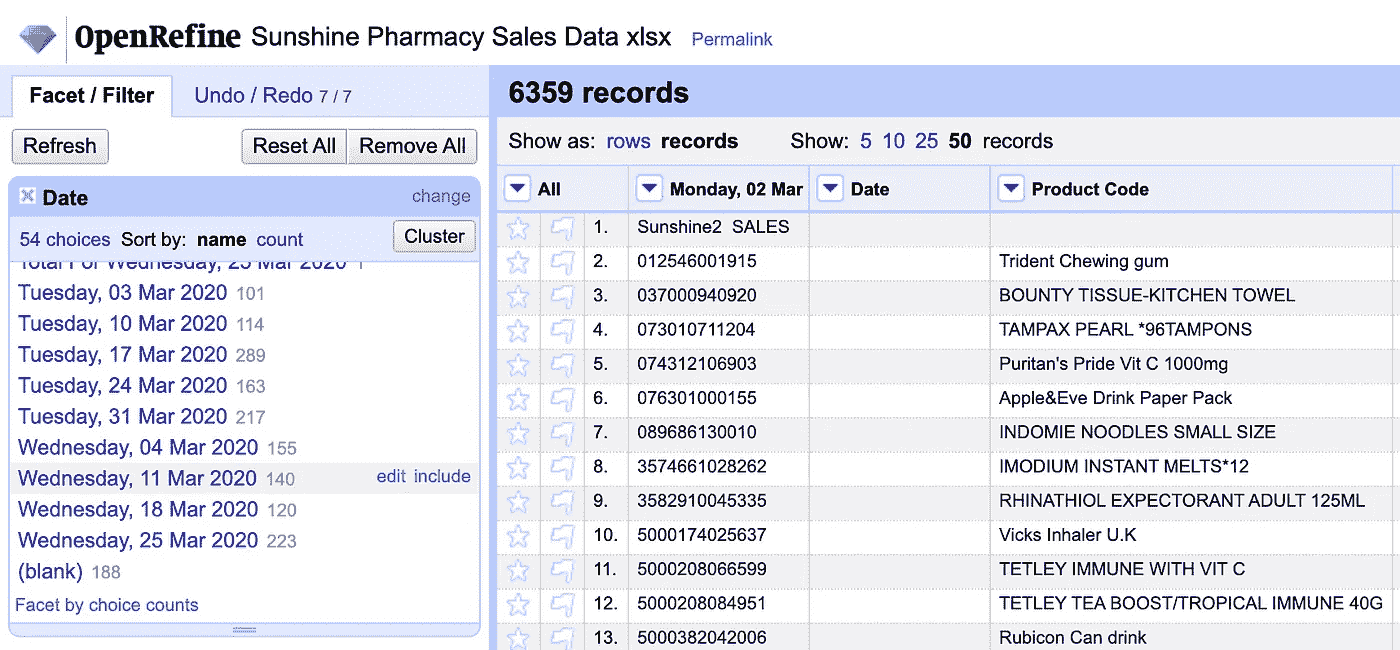 OpenRefine Sunshine Pharmacy Sales Data xlsx Permalink
Facet / Filter Undo / Redo 7 / 7
Refresh Reset All Remove All
Date change
54 choices Sort by: name count Cluster
Total For Wednesday, 25 Mar 2020 1
Tuesday, 03 Mar 2020 101
Tuesday, 10 Mar 2020 114
Tuesday, 17 Mar 2020 289
Tuesday, 24 Mar 2020 163
Tuesday, 31 Mar 2020 217
Wednesday, 04 Mar 2020 155
Wednesday, 11 Mar 2020 140 edit include
Wednesday, 18 Mar 2020 120
Wednesday, 25 Mar 2020 223
(blank) 188
Facet by choice counts
6359 records
Show as: rows records Show: 5 10 25 50 records
All Monday, 02 Mar Date Product Code
1. Sunshine2 SALES
2. 012546001915 Trident Chewing gum
3. 037000940920 BOUNTY TISSUE-KITCHEN TOWEL
4. 073010711204 TAMPAX PEARL *96TAMPONS
5. 074312106903 Puritan's Pride Vit C 1000mg
6. 076301000155 Apple&Eve Drink Paper Pack
7. 089686130010 INDOMIE NOODLES SMALL SIZE
8. 3574661028262 IMODIUM INSTANT MELTS*12
9. 3582910045335 RHINATHIOL EXPECTORANT ADULT 125ML
10. 5000174025637 Vicks Inhaler U.K
11. 5000208066599 TETLEY IMMUNE WITH VIT C
12. 5000208084951 TETLEY TEA BOOST/TROPICAL IMMUNE 40G
13. 5000382042006 Rubicon Can drink